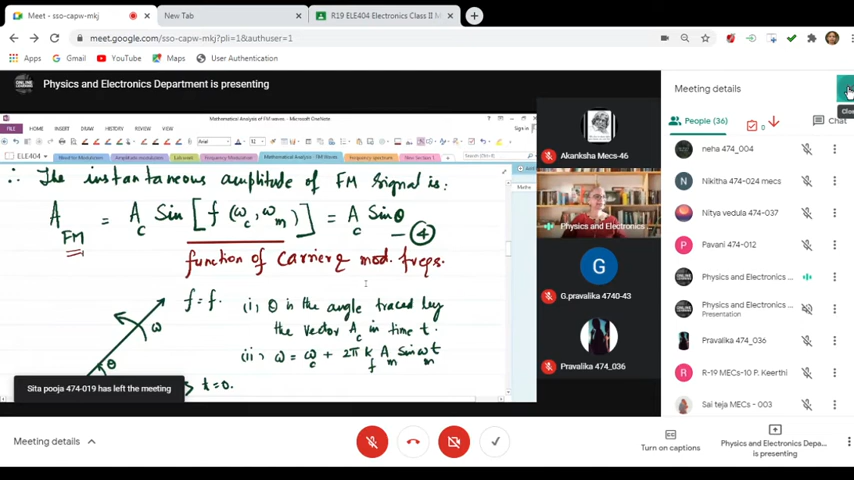 Meet - sso-capw-mkj
New Tab
R19 ELE404 Electronics Class II M
meet.google.com/sso-capw-mkj?pli=1&authuser=1
Apps
Gmail
YouTube
Maps
User Authentication
Physics and Electronics Department is presenting
Meeting details
People (36)
0
Chat
Mathematical Analysis of FM waves - Microsoft OneNote
FILE HOME INSERT DRAW HISTORY REVIEW VIEW
Sign in
Arial
12
ELE404
Need for Modulation
Amplitude modulation
Lab work
Frequency Modulation
Mathematical Analysis - FM Waves
Frequency spectrum
New Section 1
∴ The instantaneous amplitude of FM signal is:
A_FM = A_c Sin [f (ω_c, ω_m)] = A_c Sinθ — ④
function of Carrier & mod. freqs.
f = f.
(i) θ is the angle traced by
the vector A_c in time t.
(ii) ω = ω_c + 2π k_f A_m Sin ω_m t
ω
θ
t=0.
Sita pooja 474-019 has left the meeting
Akanksha Mecs-46
Physics and Electronics ...
G
G.pravalika 4740-43
Pravalika 474_036
neha 474_004
Nikitha 474-024 mecs
Nitya vedula 474-037
Pavani 474-012
Physics and Electronics ...
Physics and Electronics ...
Presentation
Pravalika 474_036
R-19 MECs-10 P. Keerthi
Sai teja MECs - 003
Meeting details
Turn on captions
Physics and Electronics Depa...
is presenting